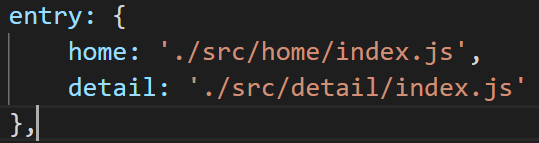 entry: {
    home: './src/home/index.js',
    detail: './src/detail/index.js'
},